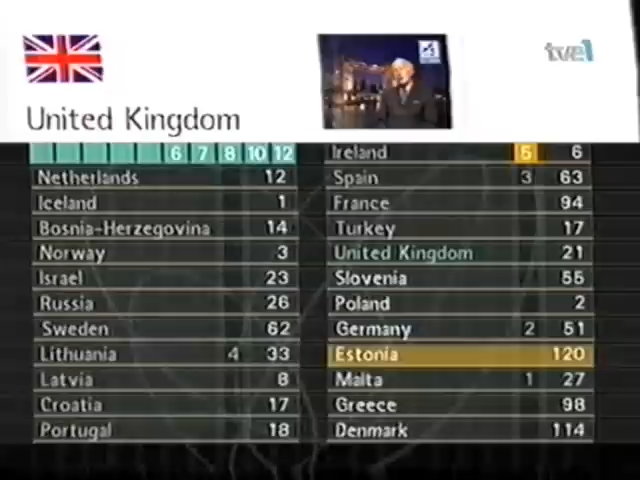 tve1
United Kingdom
6 7 8 10 12
Netherlands 12
Iceland 1
Bosnia-Herzegovina 14
Norway 3
Israel 23
Russia 26
Sweden 62
Lithuania 4 33
Latvia 8
Croatia 17
Portugal 18
Ireland 5 6
Spain 3 63
France 94
Turkey 17
United Kingdom 21
Slovenia 55
Poland 2
Germany 2 51
Estonia 120
Malta 1 27
Greece 98
Denmark 114